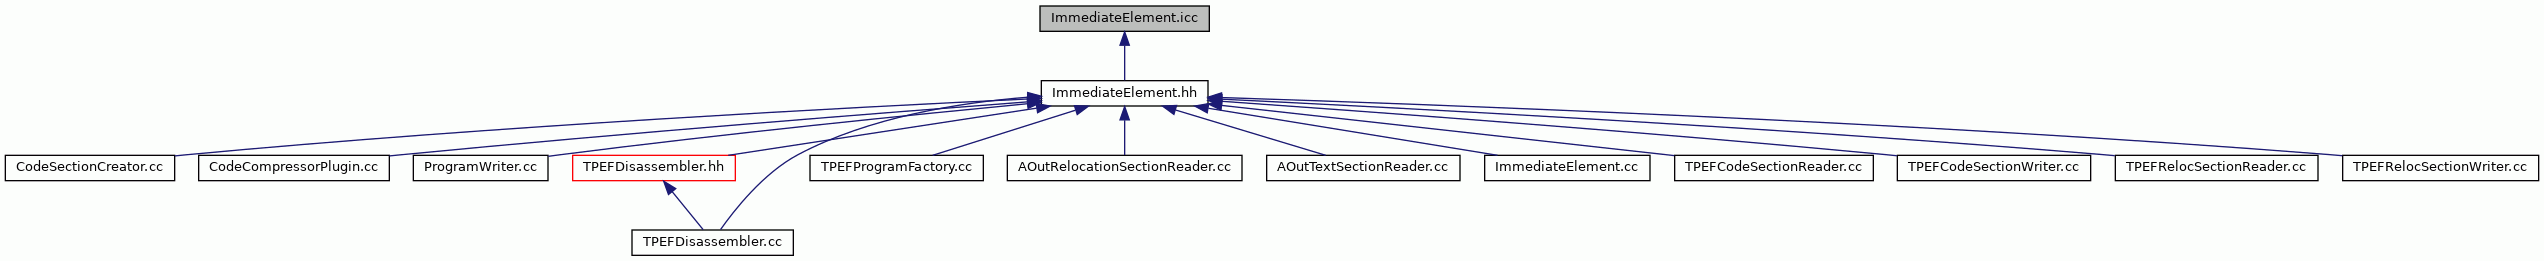 ImmediateElement.icc
ImmediateElement.hh
CodeSectionCreator.cc
CodeCompressorPlugin.cc
ProgramWriter.cc
TPEFDisassembler.hh
TPEFProgramFactory.cc
AOutRelocationSectionReader.cc
AOutTextSectionReader.cc
ImmediateElement.cc
TPEFCodeSectionReader.cc
TPEFCodeSectionWriter.cc
TPEFRelocSectionReader.cc
TPEFRelocSectionWriter.cc
TPEFDisassembler.cc